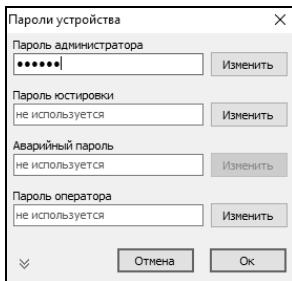 Пароли устройства
Пароль администратора
●●●●●●
Изменить
Пароль юстировки
не используется
Изменить
Аварийный пароль
не используется
Изменить
Пароль оператора
не используется
Изменить
Отмена
Ок